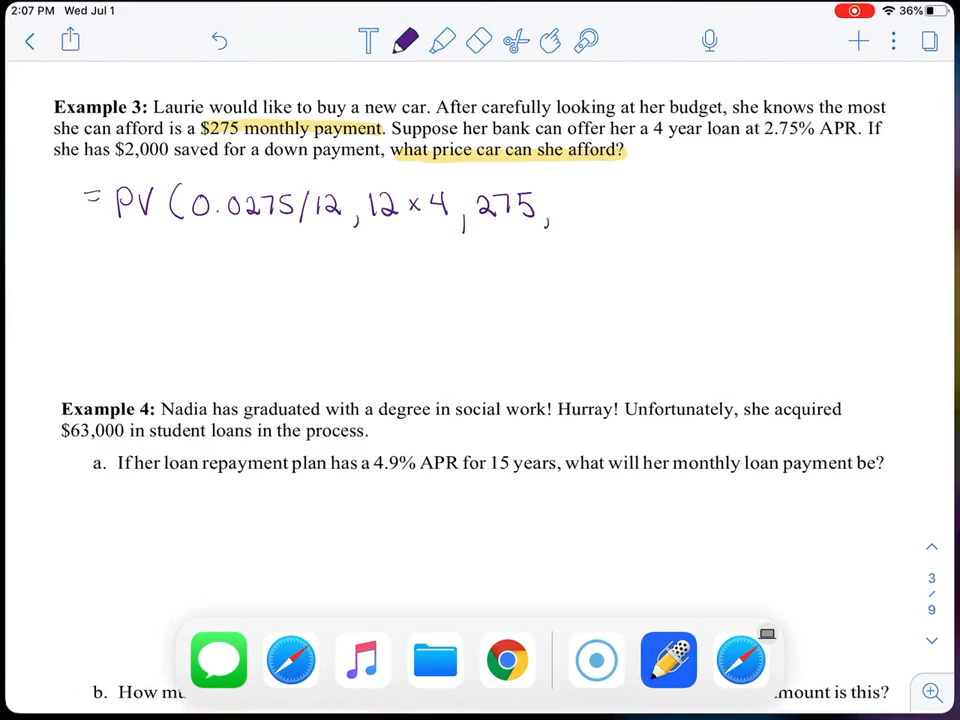 2:07 PM Wed Jul 1
36%
T
Example 3: Laurie would like to buy a new car. After carefully looking at her budget, she knows the most
she can afford is a $275 monthly payment. Suppose her bank can offer her a 4 year loan at 2.75% APR. If
she has $2,000 saved for a down payment, what price car can she afford?
= PV (0.0275/12, 12 × 4, 275,
Example 4: Nadia has graduated with a degree in social work! Hurray! Unfortunately, she acquired
$63,000 in student loans in the process.
a. If her loan repayment plan has a 4.9% APR for 15 years, what will her monthly loan payment be?
3
/
9
b. How amount is this?